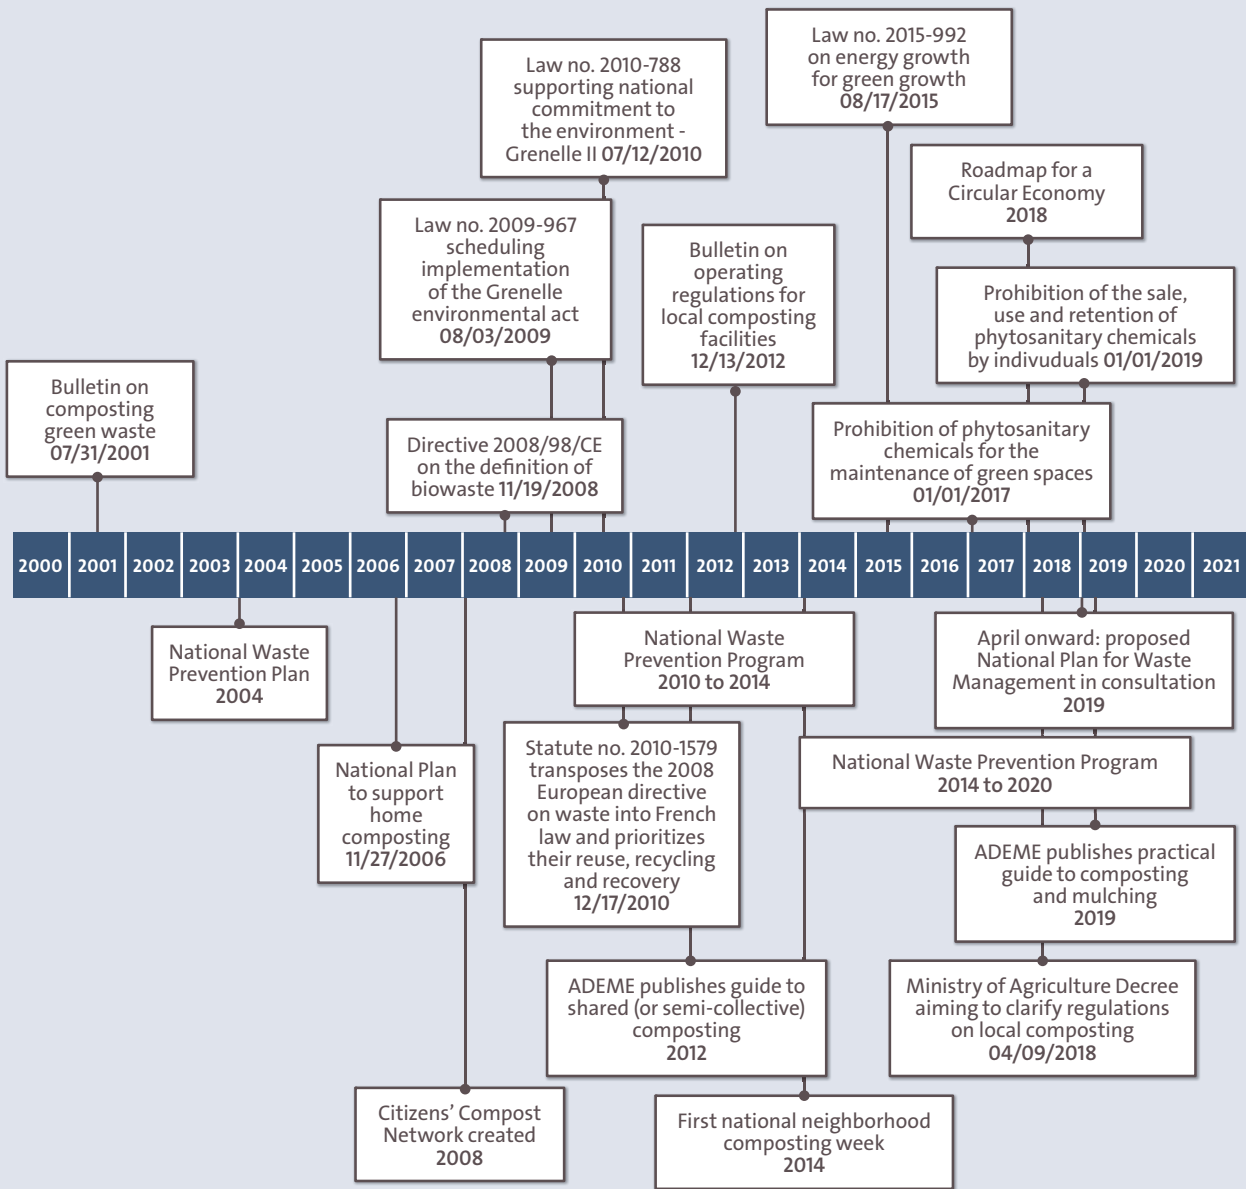 Law no. 2015-992
on energy growth
for green growth
08/17/2015
Law no. 2010-788
supporting national
commitment to
the environment -
Grenelle II 07/12/2010
Roadmap for a
Circular Economy
2018
Law no. 2009-967
scheduling
implementation
of the Grenelle
environmental act
08/03/2009
Bulletin on
operating
regulations for
local composting
facilities
12/13/2012
Prohibition of the sale,
use and retention of
phytosanitary chemicals
by indivuduals 01/01/2019
Bulletin on
composting
green waste
07/31/2001
Directive 2008/98/CE
on the definition of
biowaste 11/19/2008
Prohibition of phytosanitary
chemicals for the
maintenance of green spaces
01/01/2017
2000 2001 2002 2003 2004 2005 2006 2007 2008 2009 2010 2011 2012 2013 2014 2015 2016 2017 2018 2019 2020 2021
National Waste
Prevention Plan
2004
National Waste
Prevention Program
2010 to 2014
April onward: proposed
National Plan for Waste
Management in consultation
2019
Statute no. 2010-1579
transposes the 2008
European directive
on waste into French
law and prioritizes
their reuse, recycling
and recovery
12/17/2010
National Waste Prevention Program
2014 to 2020
National Plan
to support
home
composting
11/27/2006
ADEME publishes practical
guide to composting
and mulching
2019
ADEME publishes guide to
shared (or semi-collective)
composting
2012
Ministry of Agriculture Decree
aiming to clarify regulations
on local composting
04/09/2018
Citizens' Compost
Network created
2008
First national neighborhood
composting week
2014